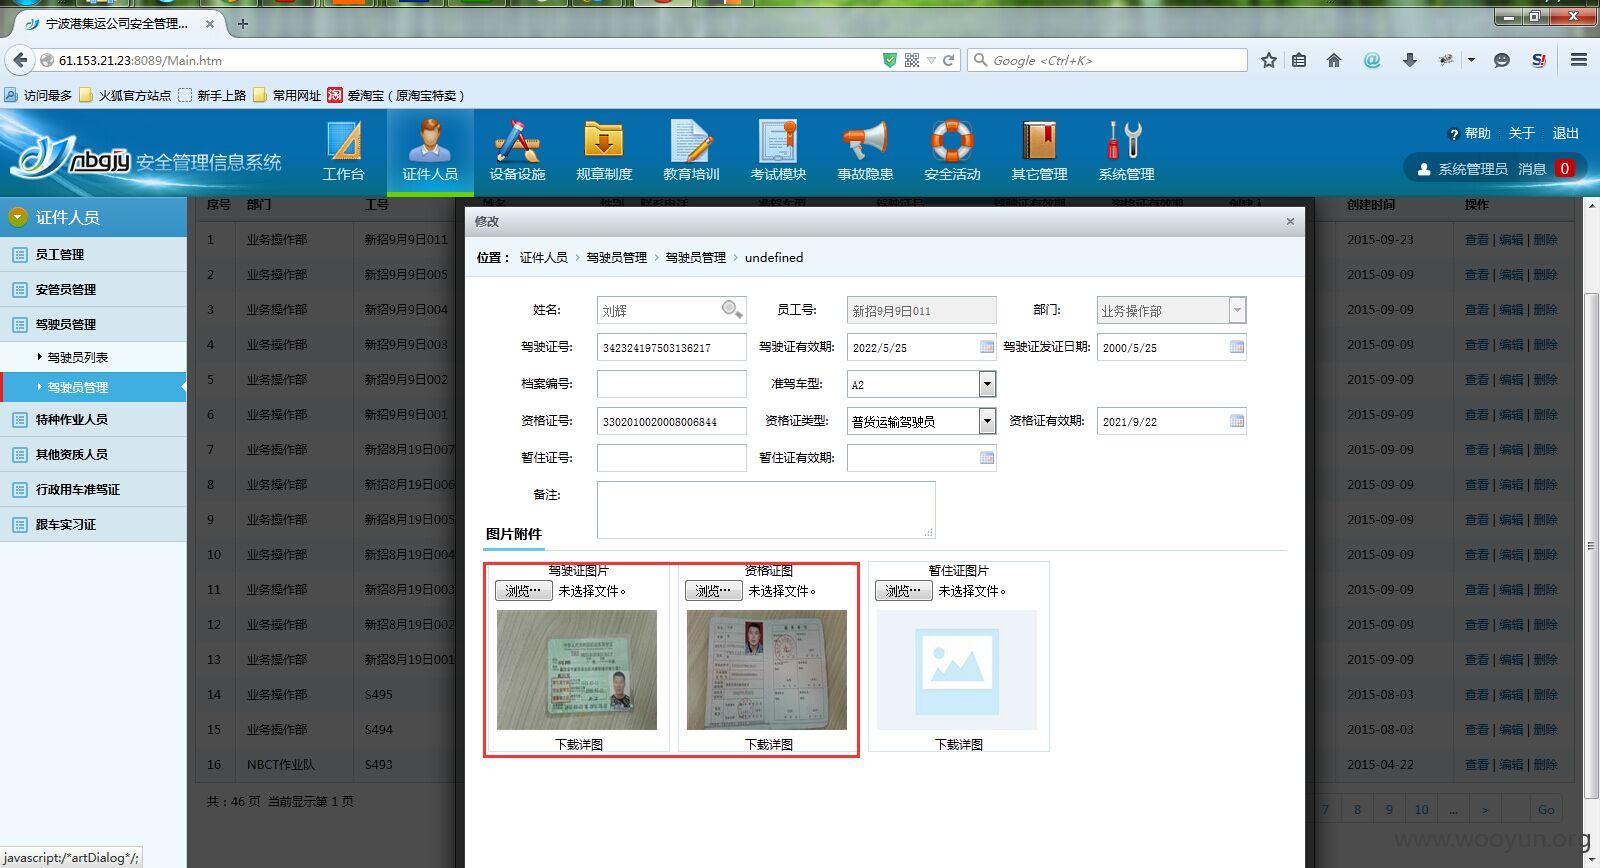 宁波港集运公司安全管理...
61.153.21.23:8089/Main.htm
Google <Ctrl+K>
访问最多 火狐官方站点 新手上路 常用网址 爱淘宝（原淘宝特卖）
nbgjy 安全管理信息系统
工作台 证件人员 设备设施 规章制度 教育培训 考试模块 事故隐患 安全活动 其它管理 系统管理
帮助 关于 退出
系统管理员 消息 0
证件人员
员工管理
安管员管理
驾驶员管理
驾驶员列表
驾驶员管理
特种作业人员
其他资质人员
行政用车准驾证
跟车实习证
序号 部门 工号 创建时间 操作
1 业务操作部 新招9月9日011 2015-09-23 查看 | 编辑 | 删除
2 业务操作部 新招9月9日005 2015-09-09 查看 | 编辑 | 删除
3 业务操作部 新招9月9日004 2015-09-09 查看 | 编辑 | 删除
4 业务操作部 新招9月9日003 2015-09-09 查看 | 编辑 | 删除
5 业务操作部 新招9月9日002 2015-09-09 查看 | 编辑 | 删除
6 业务操作部 新招9月9日001 2015-09-09 查看 | 编辑 | 删除
7 业务操作部 新招8月19日007 2015-09-09 查看 | 编辑 | 删除
8 业务操作部 新招8月19日006 2015-09-09 查看 | 编辑 | 删除
9 业务操作部 新招8月19日005 2015-09-09 查看 | 编辑 | 删除
10 业务操作部 新招8月19日004 2015-09-09 查看 | 编辑 | 删除
11 业务操作部 新招8月19日003 2015-09-09 查看 | 编辑 | 删除
12 业务操作部 新招8月19日002 2015-09-09 查看 | 编辑 | 删除
13 业务操作部 新招8月19日001 2015-09-09 查看 | 编辑 | 删除
14 业务操作部 S495 2015-08-03 查看 | 编辑 | 删除
15 业务操作部 S494 2015-08-03 查看 | 编辑 | 删除
16 NBCT作业队 S493 2015-04-22 查看 | 编辑 | 删除
共：46 页 当前显示第 1 页
7 8 9 10 ... > Go
修改
位置： 证件人员 > 驾驶员管理 > 驾驶员管理 > undefined
姓名: 刘辉 员工号: 新招9月9日011 部门: 业务操作部
驾驶证号: 342324197503136217 驾驶证有效期: 2022/5/25 驾驶证发证日期: 2000/5/25
档案编号: 准驾车型: A2
资格证号: 3302010020008006844 资格证类型: 普货运输驾驶员 资格证有效期: 2021/9/22
暂住证号: 暂住证有效期:
备注:
图片附件
驾驶证图片 资格证图 暂住证图片
浏览… 未选择文件。 浏览… 未选择文件。 浏览… 未选择文件。
下载详图 下载详图 下载详图
www.wooyun.org
javascript:/*artDialog*/;